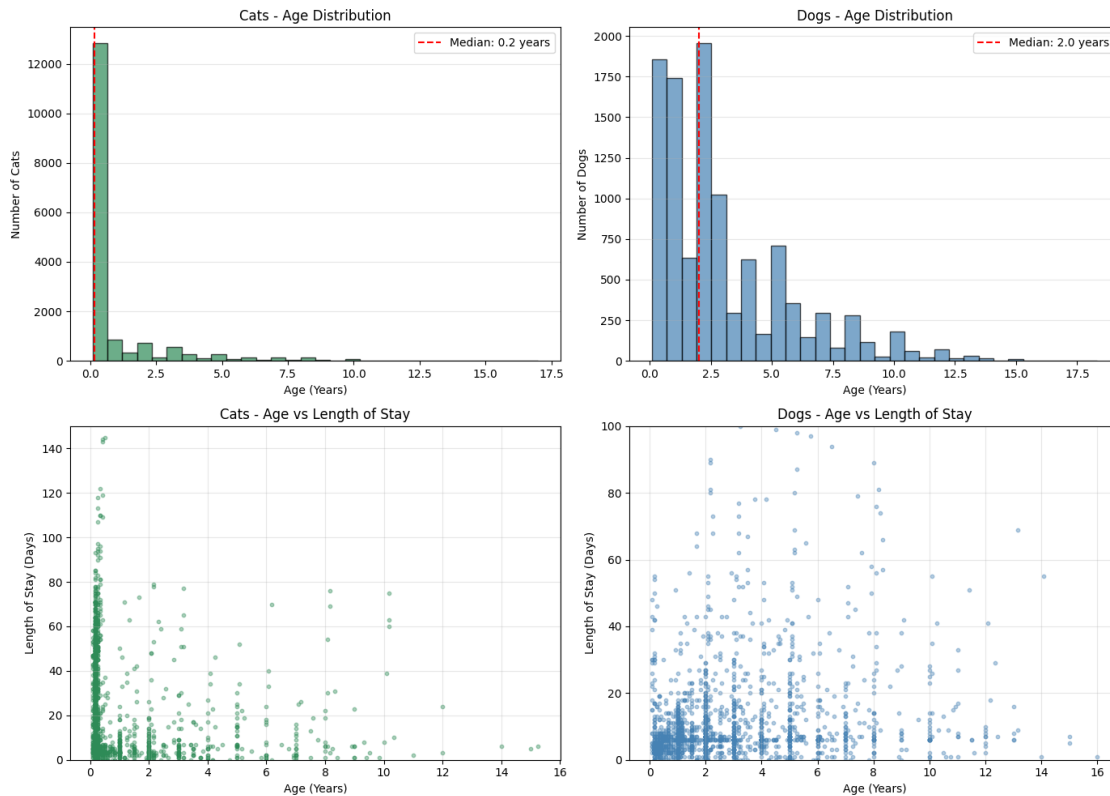 Cats - Age Distribution
Median: 0.2 years
Number of Cats
12000
10000
8000
6000
4000
2000
0
0.0 2.5 5.0 7.5 10.0 12.5 15.0 17.5
Age (Years)
Dogs - Age Distribution
Median: 2.0 years
Number of Dogs
2000
1750
1500
1250
1000
750
500
250
0
0.0 2.5 5.0 7.5 10.0 12.5 15.0 17.5
Age (Years)
Cats - Age vs Length of Stay
Length of Stay (Days)
140
120
100
80
60
40
20
0
0 2 4 6 8 10 12 14 16
Age (Years)
Dogs - Age vs Length of Stay
Length of Stay (Days)
100
80
60
40
20
0
0 2 4 6 8 10 12 14 16
Age (Years)